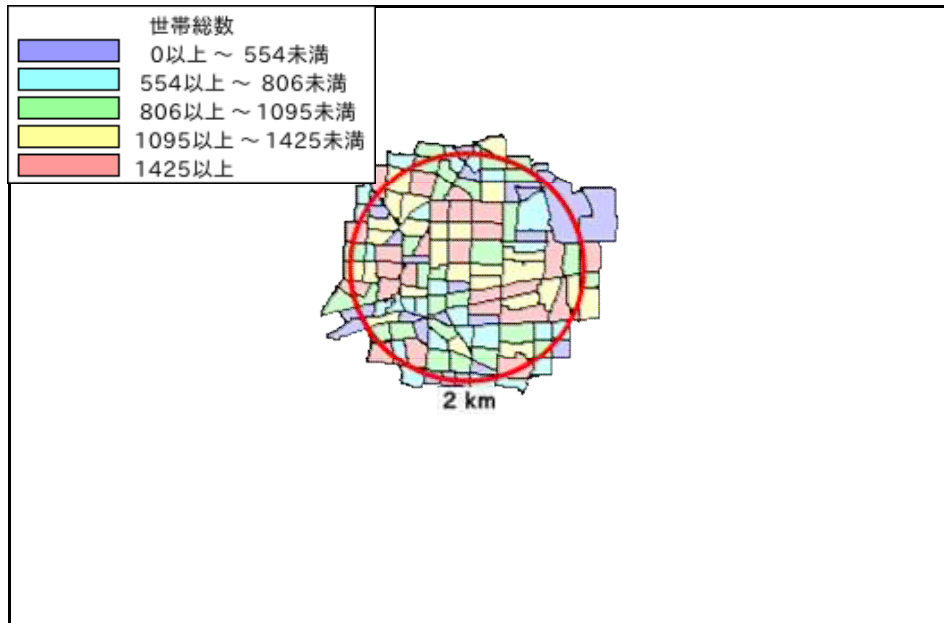 世帯総数
0以上 ～ 554未満
554以上 ～ 806未満
806以上 ～ 1095未満
1095以上 ～ 1425未満
1425以上
2 km